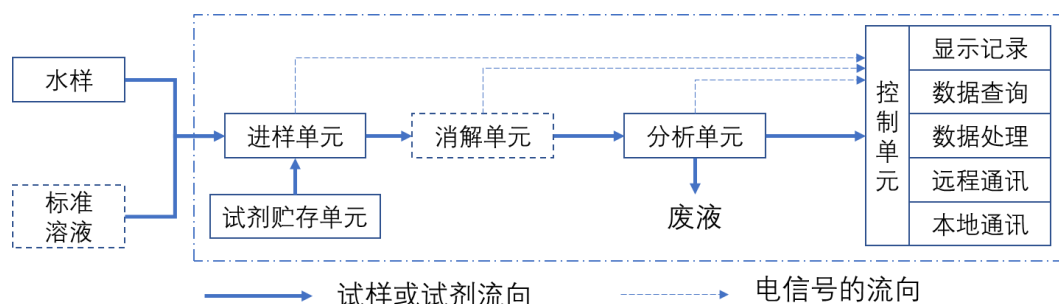 水样
标准
溶液
进样单元
试剂贮存单元
消解单元
分析单元
废液
控
制
单
元
显示记录
数据查询
数据处理
远程通讯
本地通讯
试样或试剂流向
电信号的流向